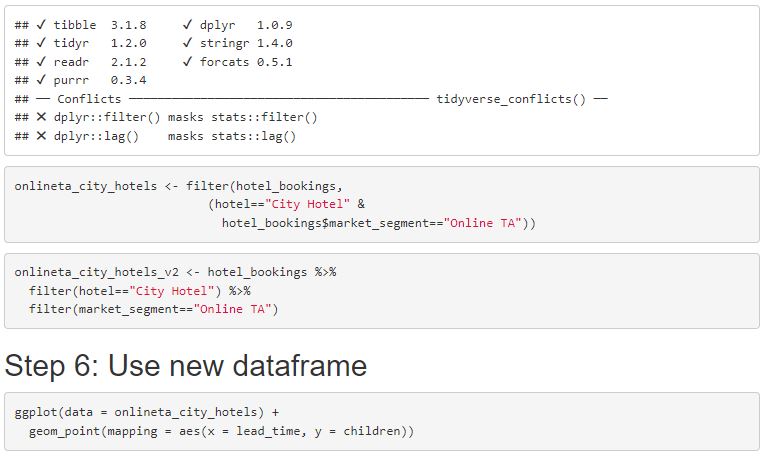 ## ✓ tibble  3.1.8     ✓ dplyr   1.0.9
## ✓ tidyr   1.2.0     ✓ stringr 1.4.0
## ✓ readr   2.1.2     ✓ forcats 0.5.1
## ✓ purrr   0.3.4
## ── Conflicts ────────────────────────────────────────── tidyverse_conflicts() ──
## ✕ dplyr::filter() masks stats::filter()
## ✕ dplyr::lag()    masks stats::lag()
onlineta_city_hotels <- filter(hotel_bookings,
                           (hotel=="City Hotel" &
                             hotel_bookings$market_segment=="Online TA"))
onlineta_city_hotels_v2 <- hotel_bookings %>%
  filter(hotel=="City Hotel") %>%
  filter(market_segment=="Online TA")
Step 6: Use new dataframe
ggplot(data = onlineta_city_hotels) +
  geom_point(mapping = aes(x = lead_time, y = children))